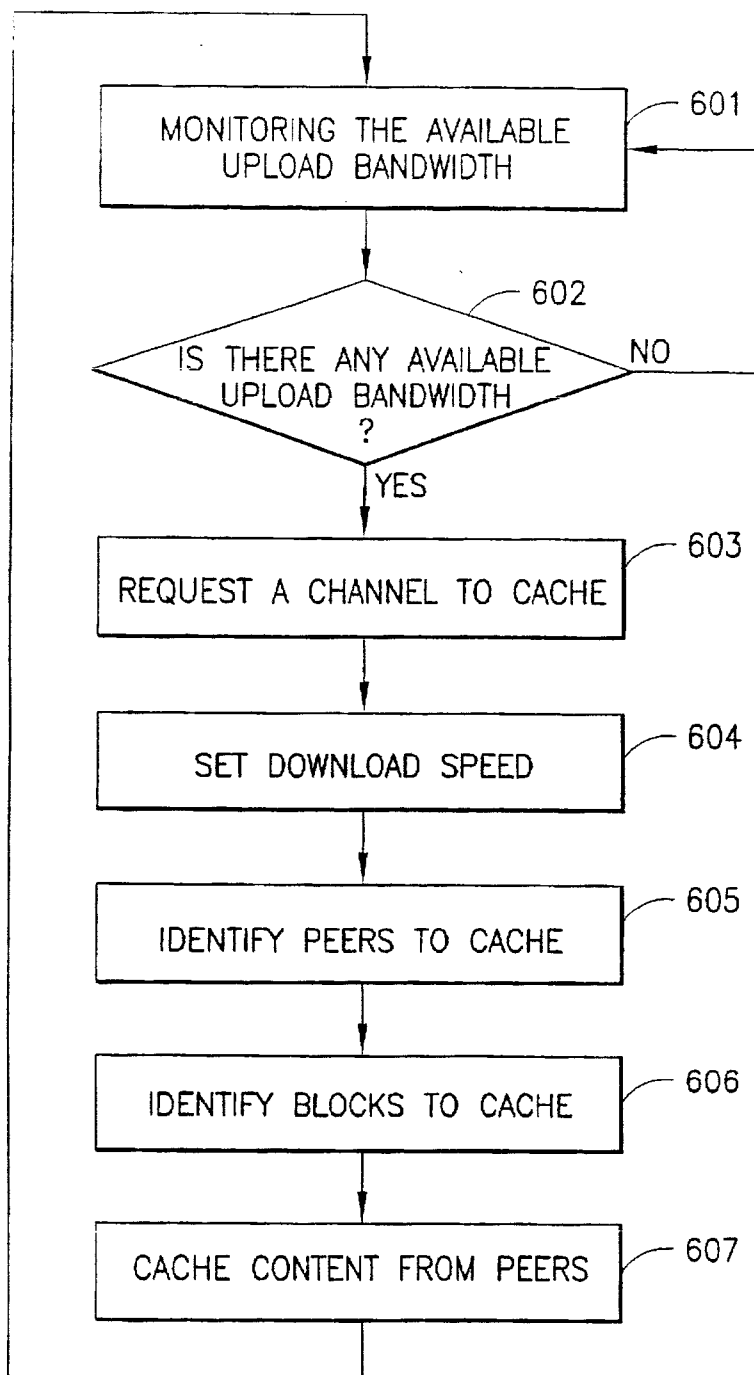 MONITORING THE AVAILABLE
UPLOAD BANDWIDTH
601
602
IS THERE ANY AVAILABLE
UPLOAD BANDWIDTH
?
NO
YES
603
REQUEST A CHANNEL TO CACHE
604
SET DOWNLOAD SPEED
605
IDENTIFY PEERS TO CACHE
606
IDENTIFY BLOCKS TO CACHE
607
CACHE CONTENT FROM PEERS